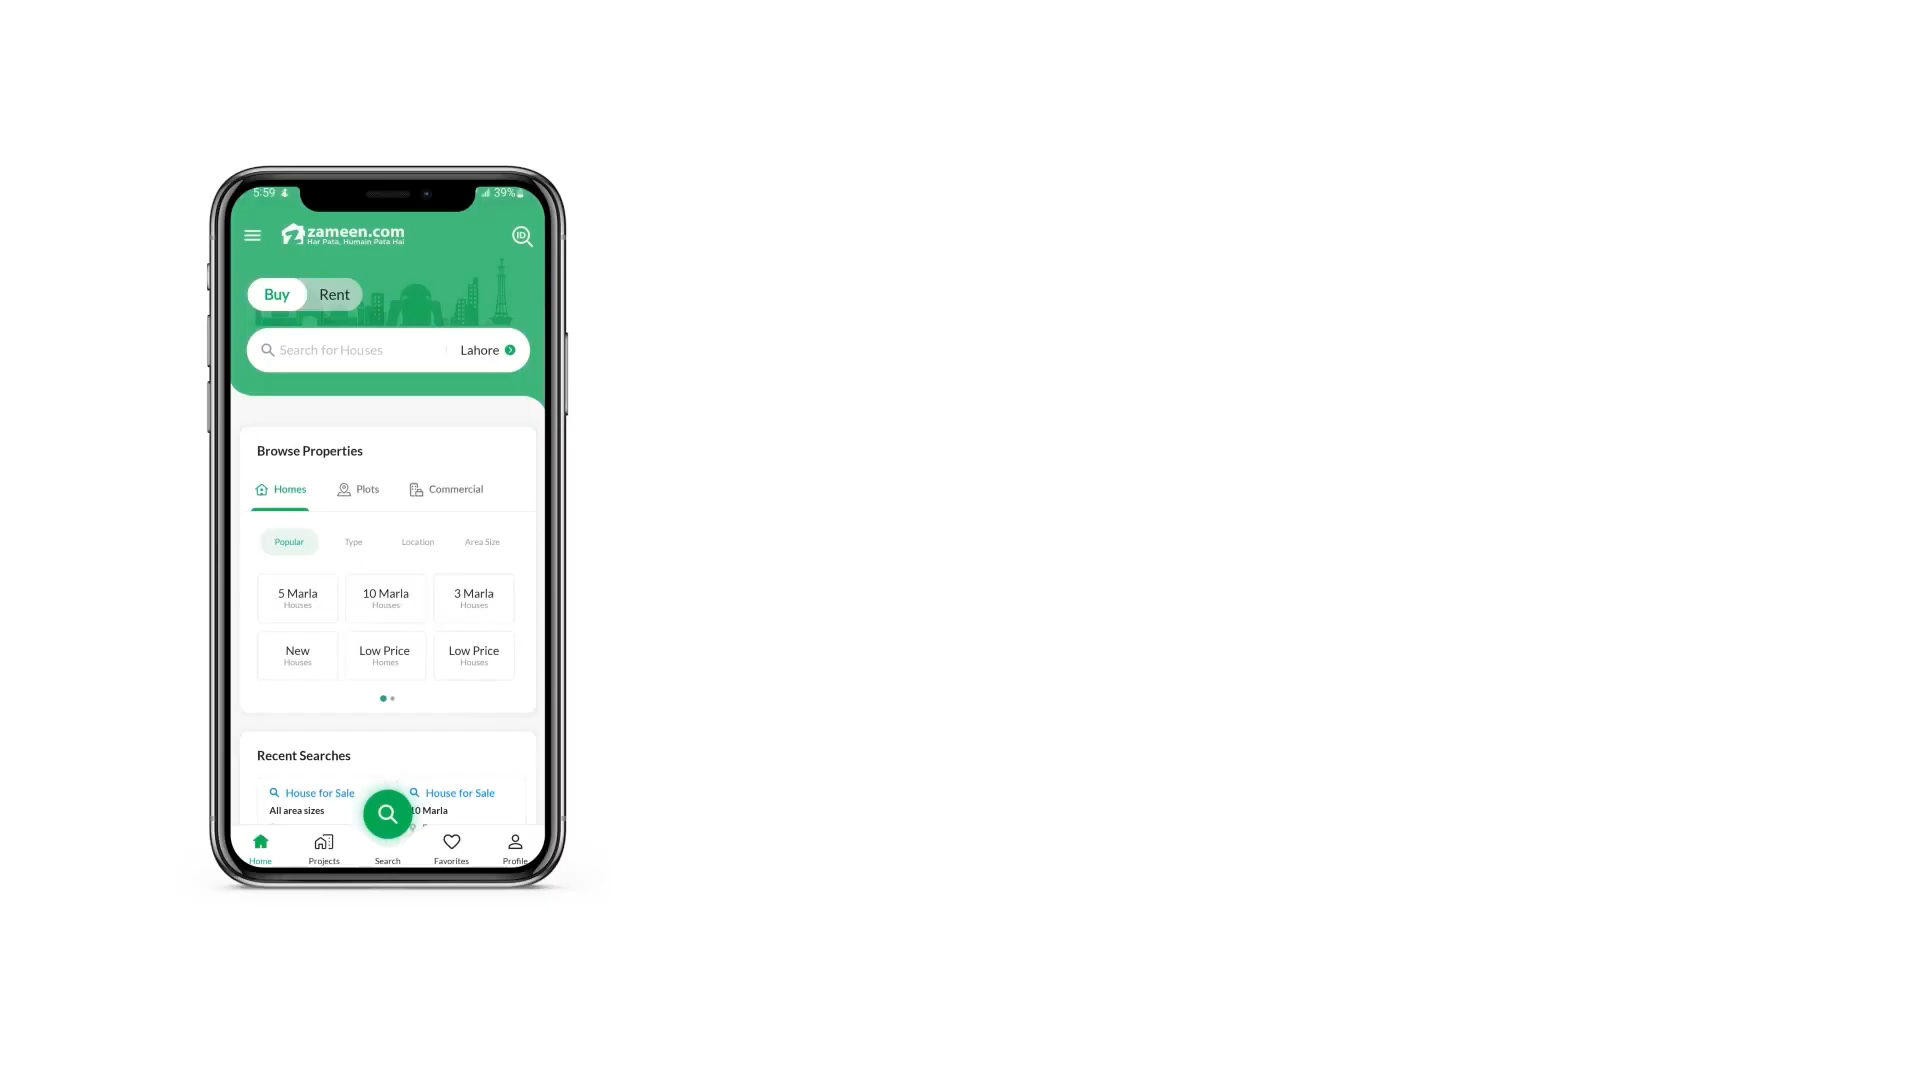 5:59 39%
zameen.com
Har Pata, Humain Pata Hai
ID
Buy Rent
Search for Houses Lahore
Browse Properties
Homes Plots Commercial
Popular Type Location Area Size
5 Marla 10 Marla 3 Marla
Houses Houses Houses
New Low Price Low Price
Houses Homes Houses
Recent Searches
House for Sale House for Sale
All area sizes 10 Marla
Home Projects Search Favorites Profile